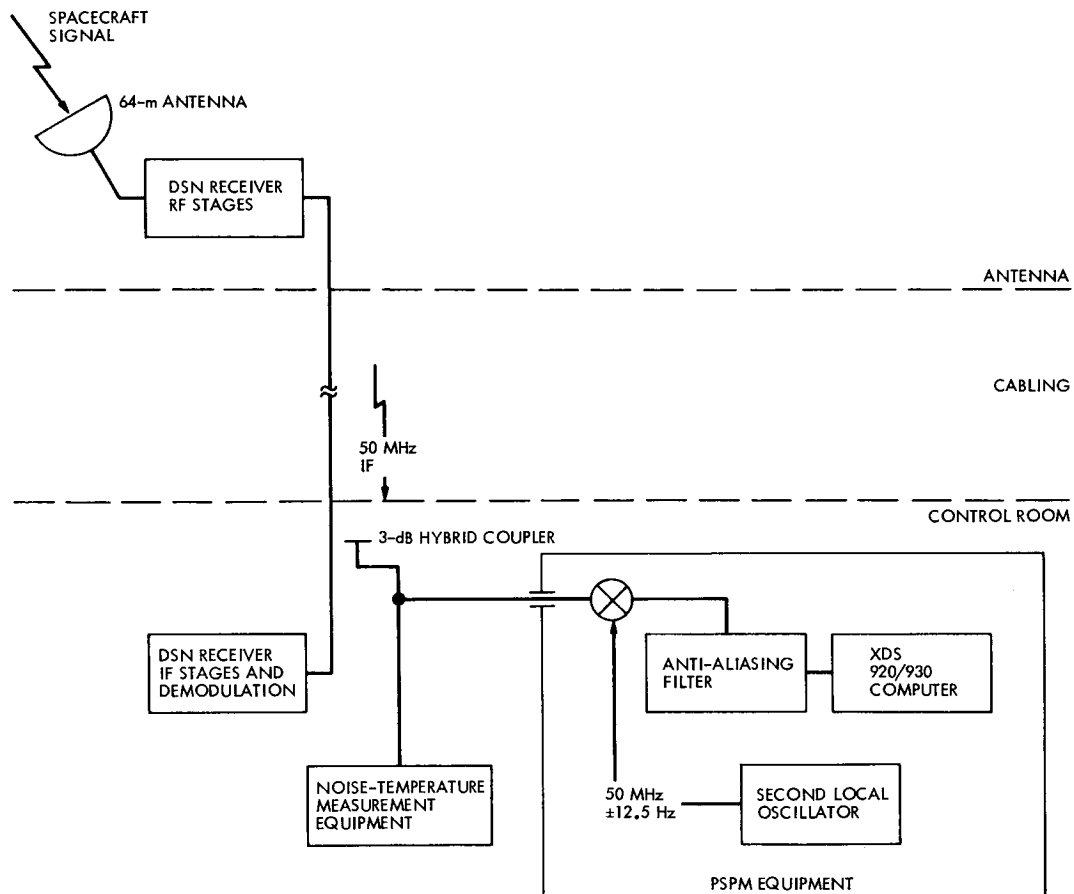 SPACECRAFT
SIGNAL
64-m ANTENNA
DSN RECEIVER
RF STAGES
ANTENNA
CABLING
50 MHz
IF
CONTROL ROOM
3-dB HYBRID COUPLER
DSN RECEIVER
IF STAGES AND
DEMODULATION
ANTI-ALIASING
FILTER
XDS
920/930
COMPUTER
NOISE-TEMPERATURE
MEASUREMENT
EQUIPMENT
50 MHz
±12.5 Hz
SECOND LOCAL
OSCILLATOR
PSPM EQUIPMENT